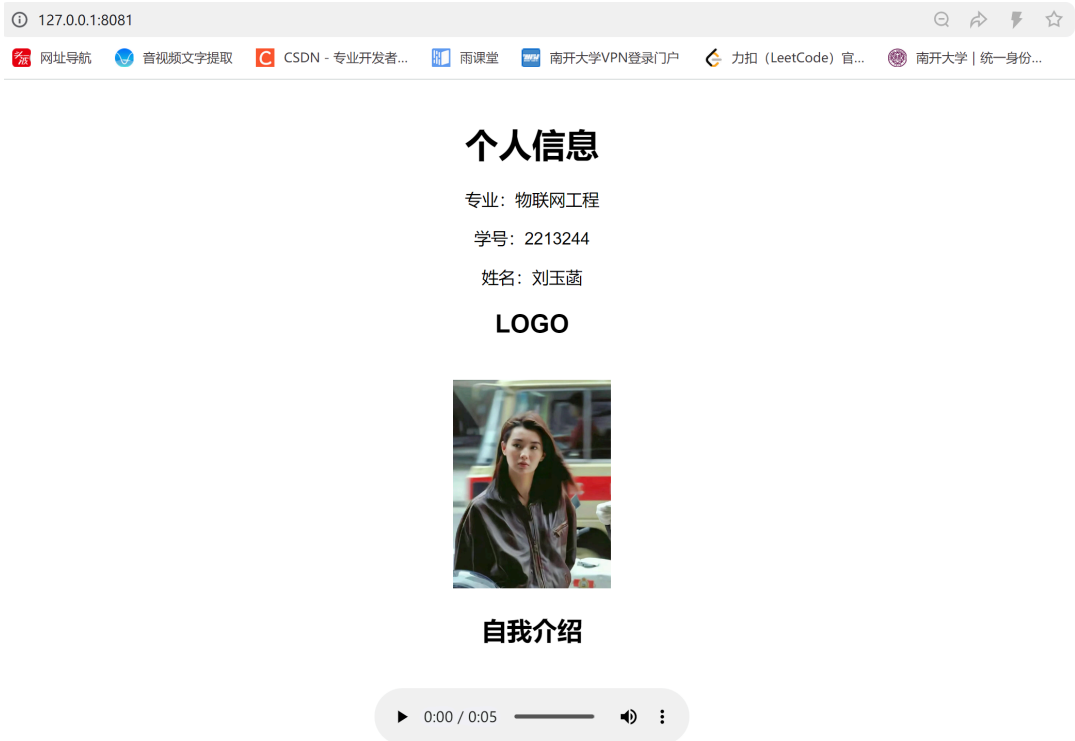 127.0.0.1:8081
网址导航 音视频文字提取 CSDN - 专业开发者... 雨课堂 南开大学VPN登录门户 力扣（LeetCode）官... 南开大学 | 统一身份...
个人信息
专业：物联网工程
学号：2213244
姓名：刘玉菡
LOGO
自我介绍
0:00 / 0:05